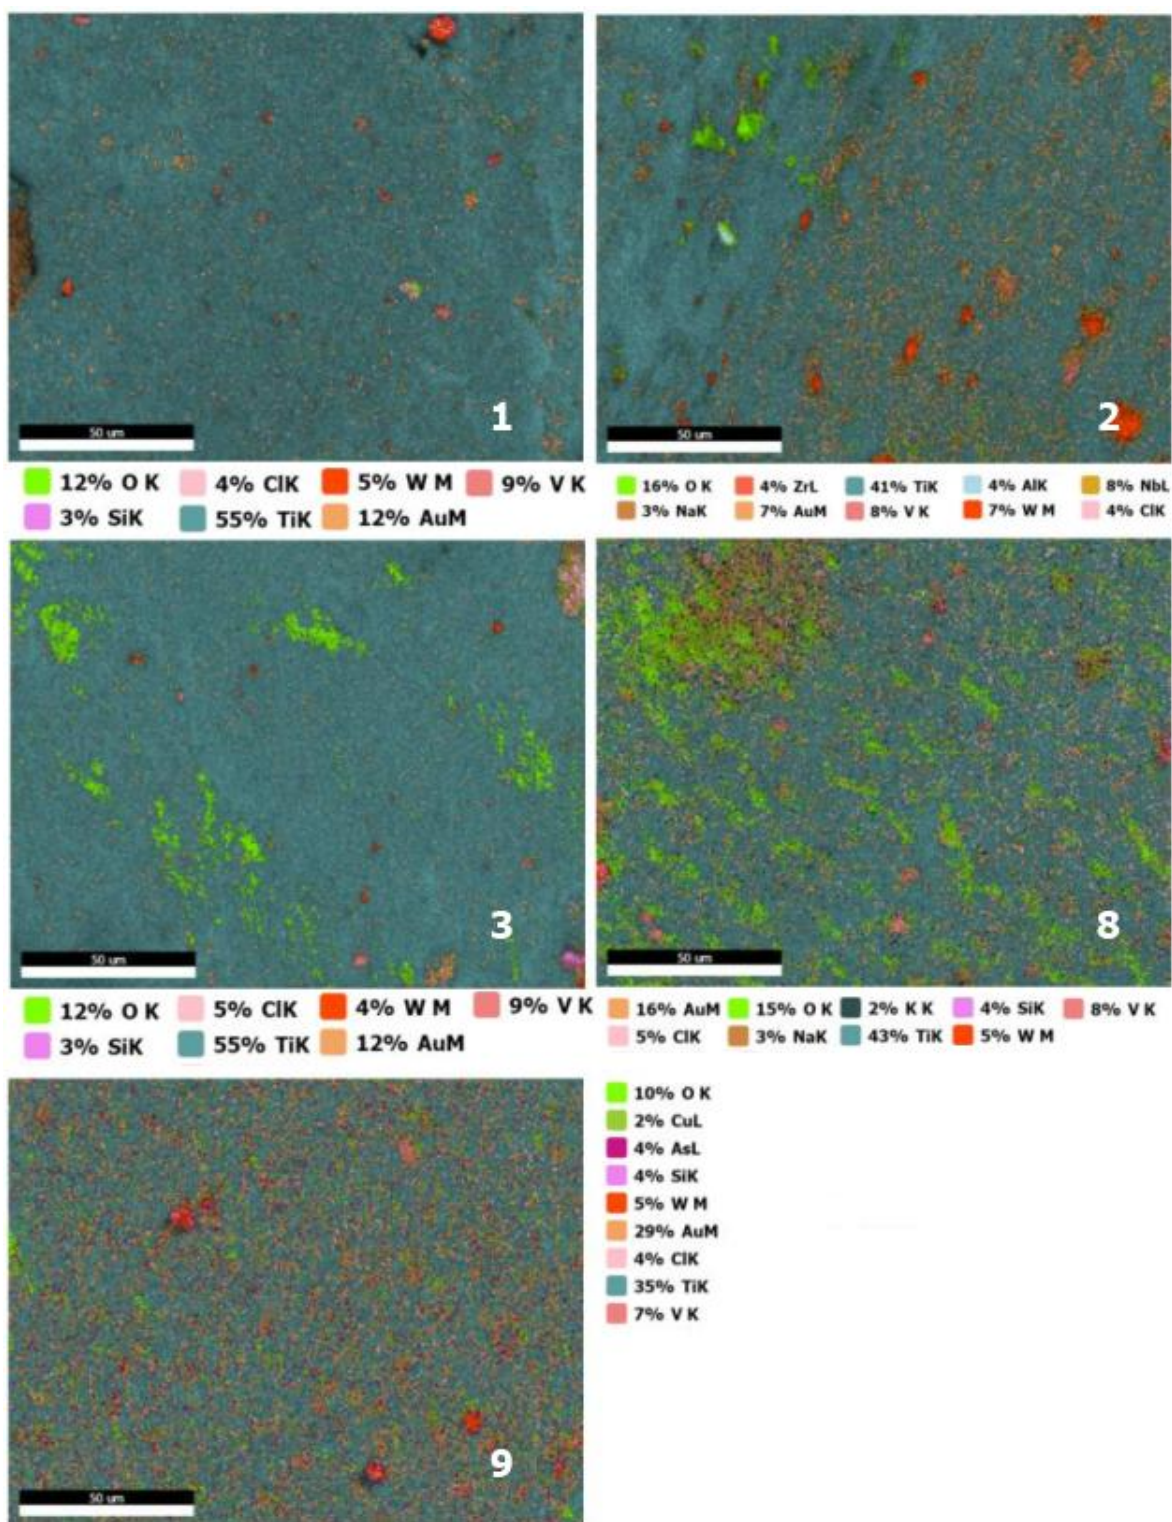 50 um
1
12% O K 4% ClK 5% W M 9% V K
3% SiK 55% TiK 12% AuM
50 um
2
16% O K 4% ZrL 41% TiK 4% AlK 8% NbL
3% NaK 7% AuM 8% V K 7% W M 4% ClK
50 um
3
12% O K 5% ClK 4% W M 9% V K
3% SiK 55% TiK 12% AuM
50 um
8
16% AuM 15% O K 2% K K 4% SiK 8% V K
5% ClK 3% NaK 43% TiK 5% W M
50 um
9
10% O K
2% CuL
4% AsL
4% SiK
5% W M
29% AuM
4% ClK
35% TiK
7% V K